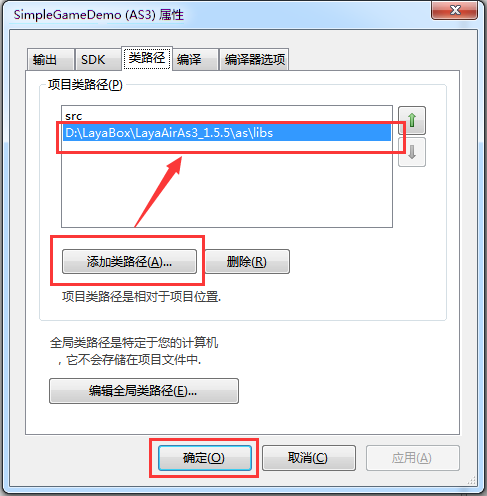 SimpleGameDemo (AS3) 属性
输出 SDK 类路径 编译 编译器选项
项目类路径(P)
src
D:\LayaBox\LayaAirAs3_1.5.5\as\libs
添加类路径(A)... 删除(R)
项目类路径是相对于项目位置.
全局类路径是特定于您的计算机
，它不会存储在项目文件中.
编辑全局类路径(E)...
确定(O) 取消(C) 应用(A)